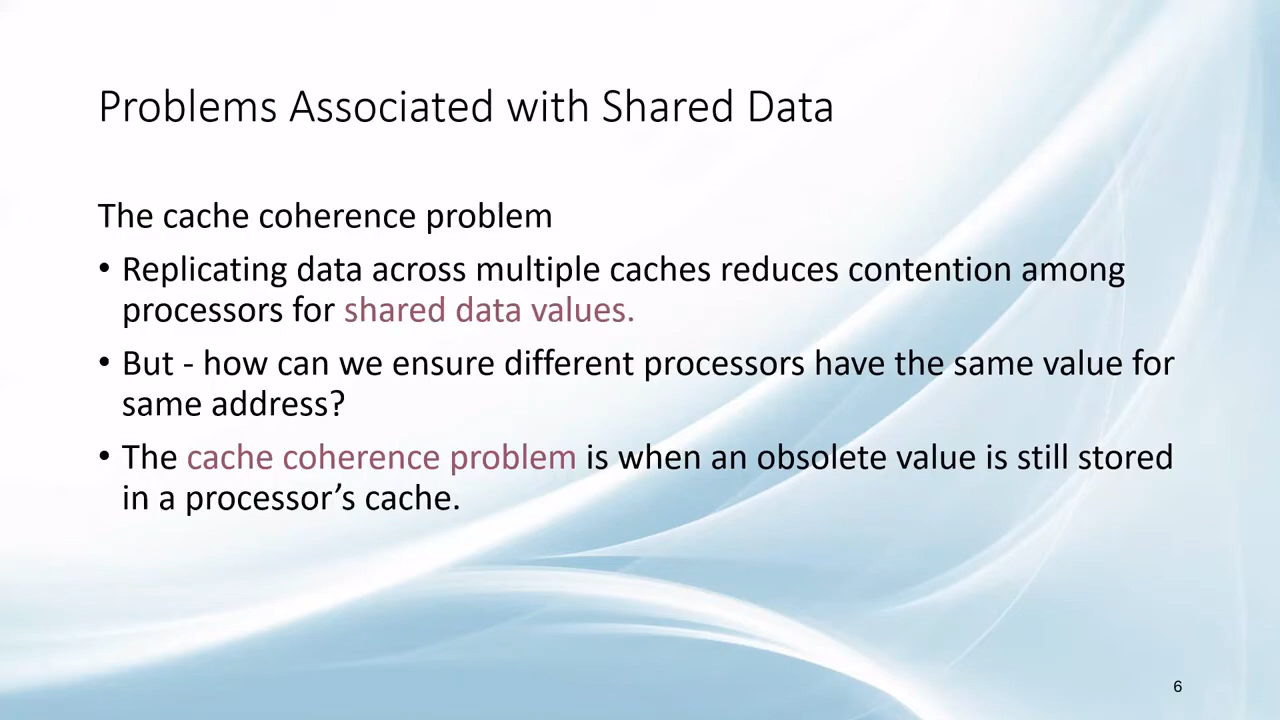 Problems Associated with Shared Data
The cache coherence problem
• Replicating data across multiple caches reduces contention among
processors for shared data values.
• But - how can we ensure different processors have the same value for
same address?
• The cache coherence problem is when an obsolete value is still stored
in a processor’s cache.
6